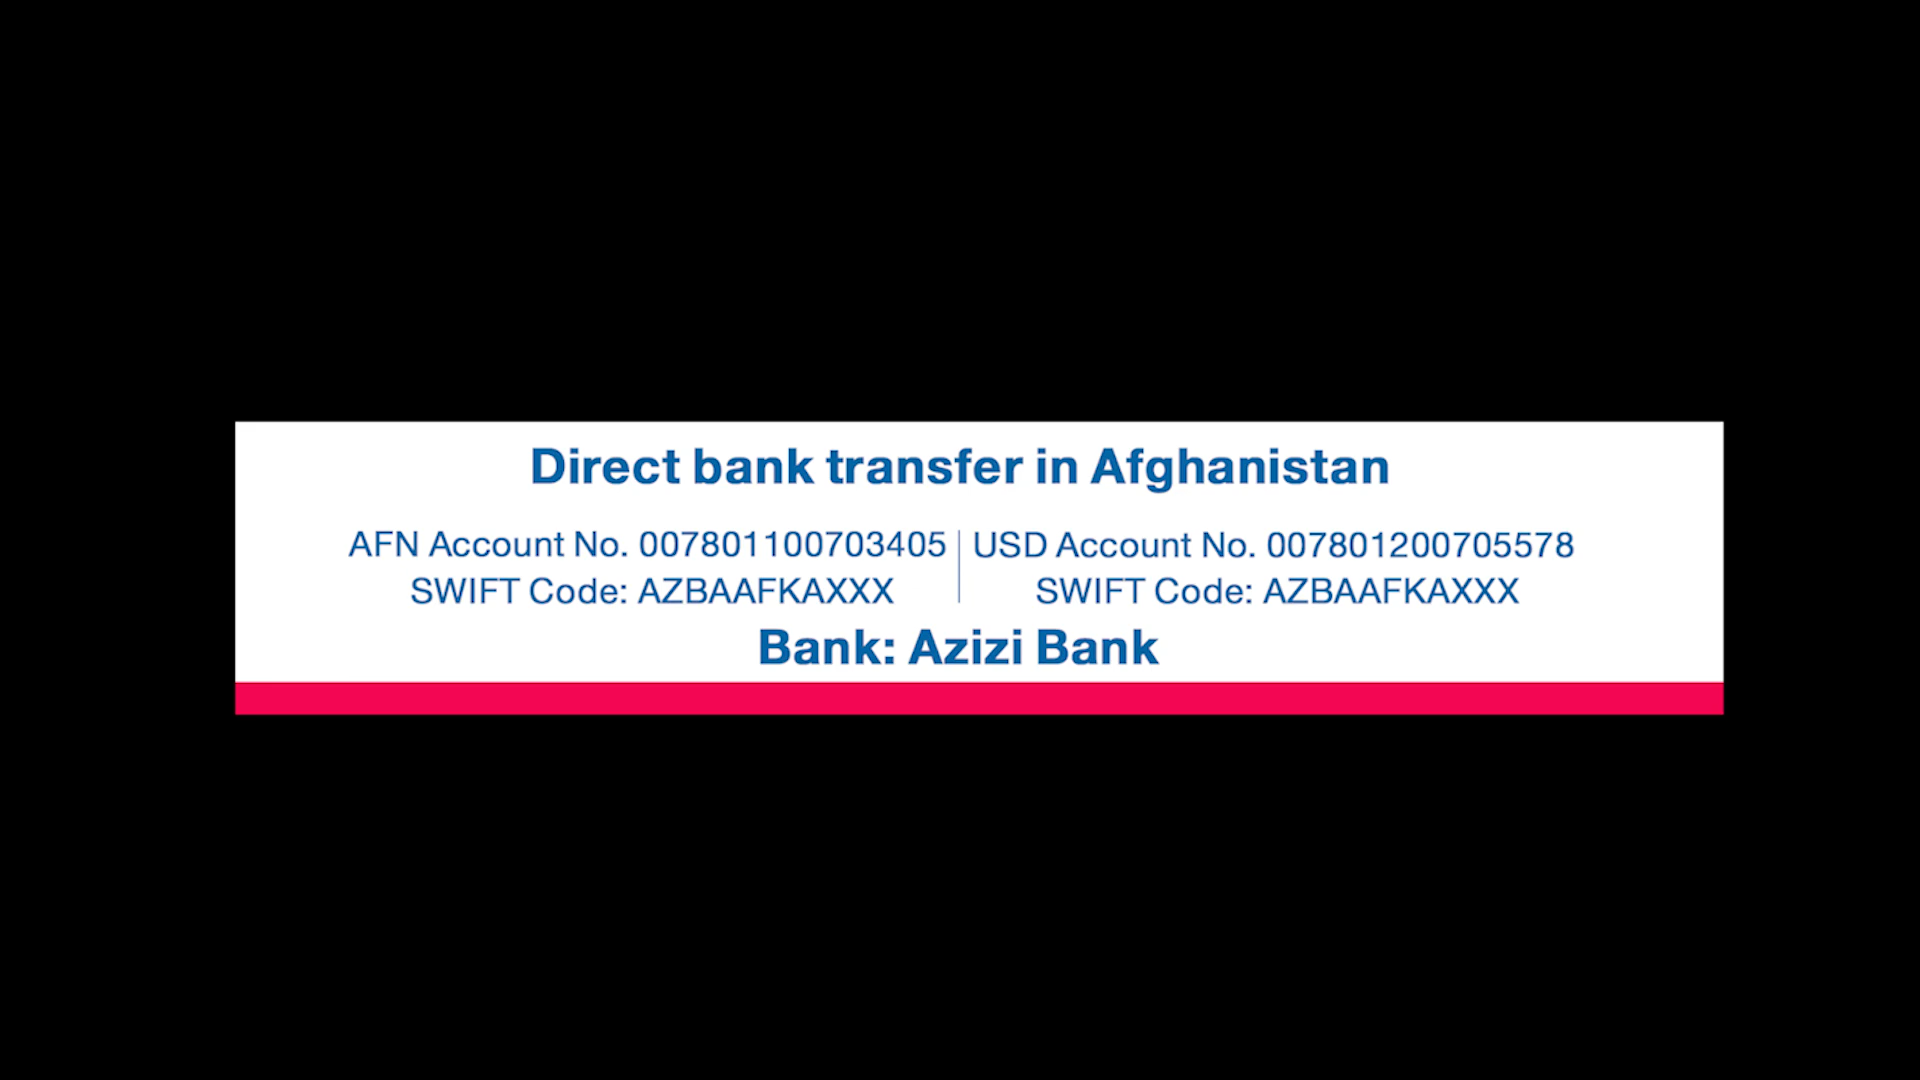 Direct bank transfer in Afghanistan
AFN Account No. 007801100703405
SWIFT Code: AZBAAFKAXXX
USD Account No. 007801200705578
SWIFT Code: AZBAAFKAXXX
Bank: Azizi Bank